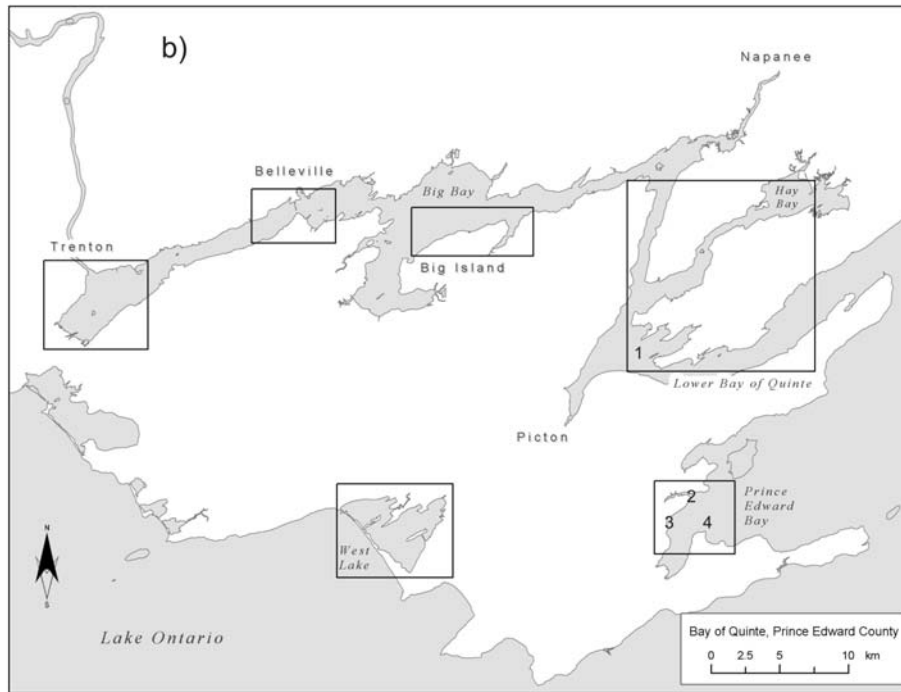 b)
Napanee
Belleville
Big Bay
Hay
Bay
Trenton
Big Island
1
Lower Bay of Quinte
Picton
2
3
4
Prince
Edward
Bay
West
Lake
N
S
Lake Ontario
Bay of Quinte, Prince Edward County
0 2.5 5 10 km